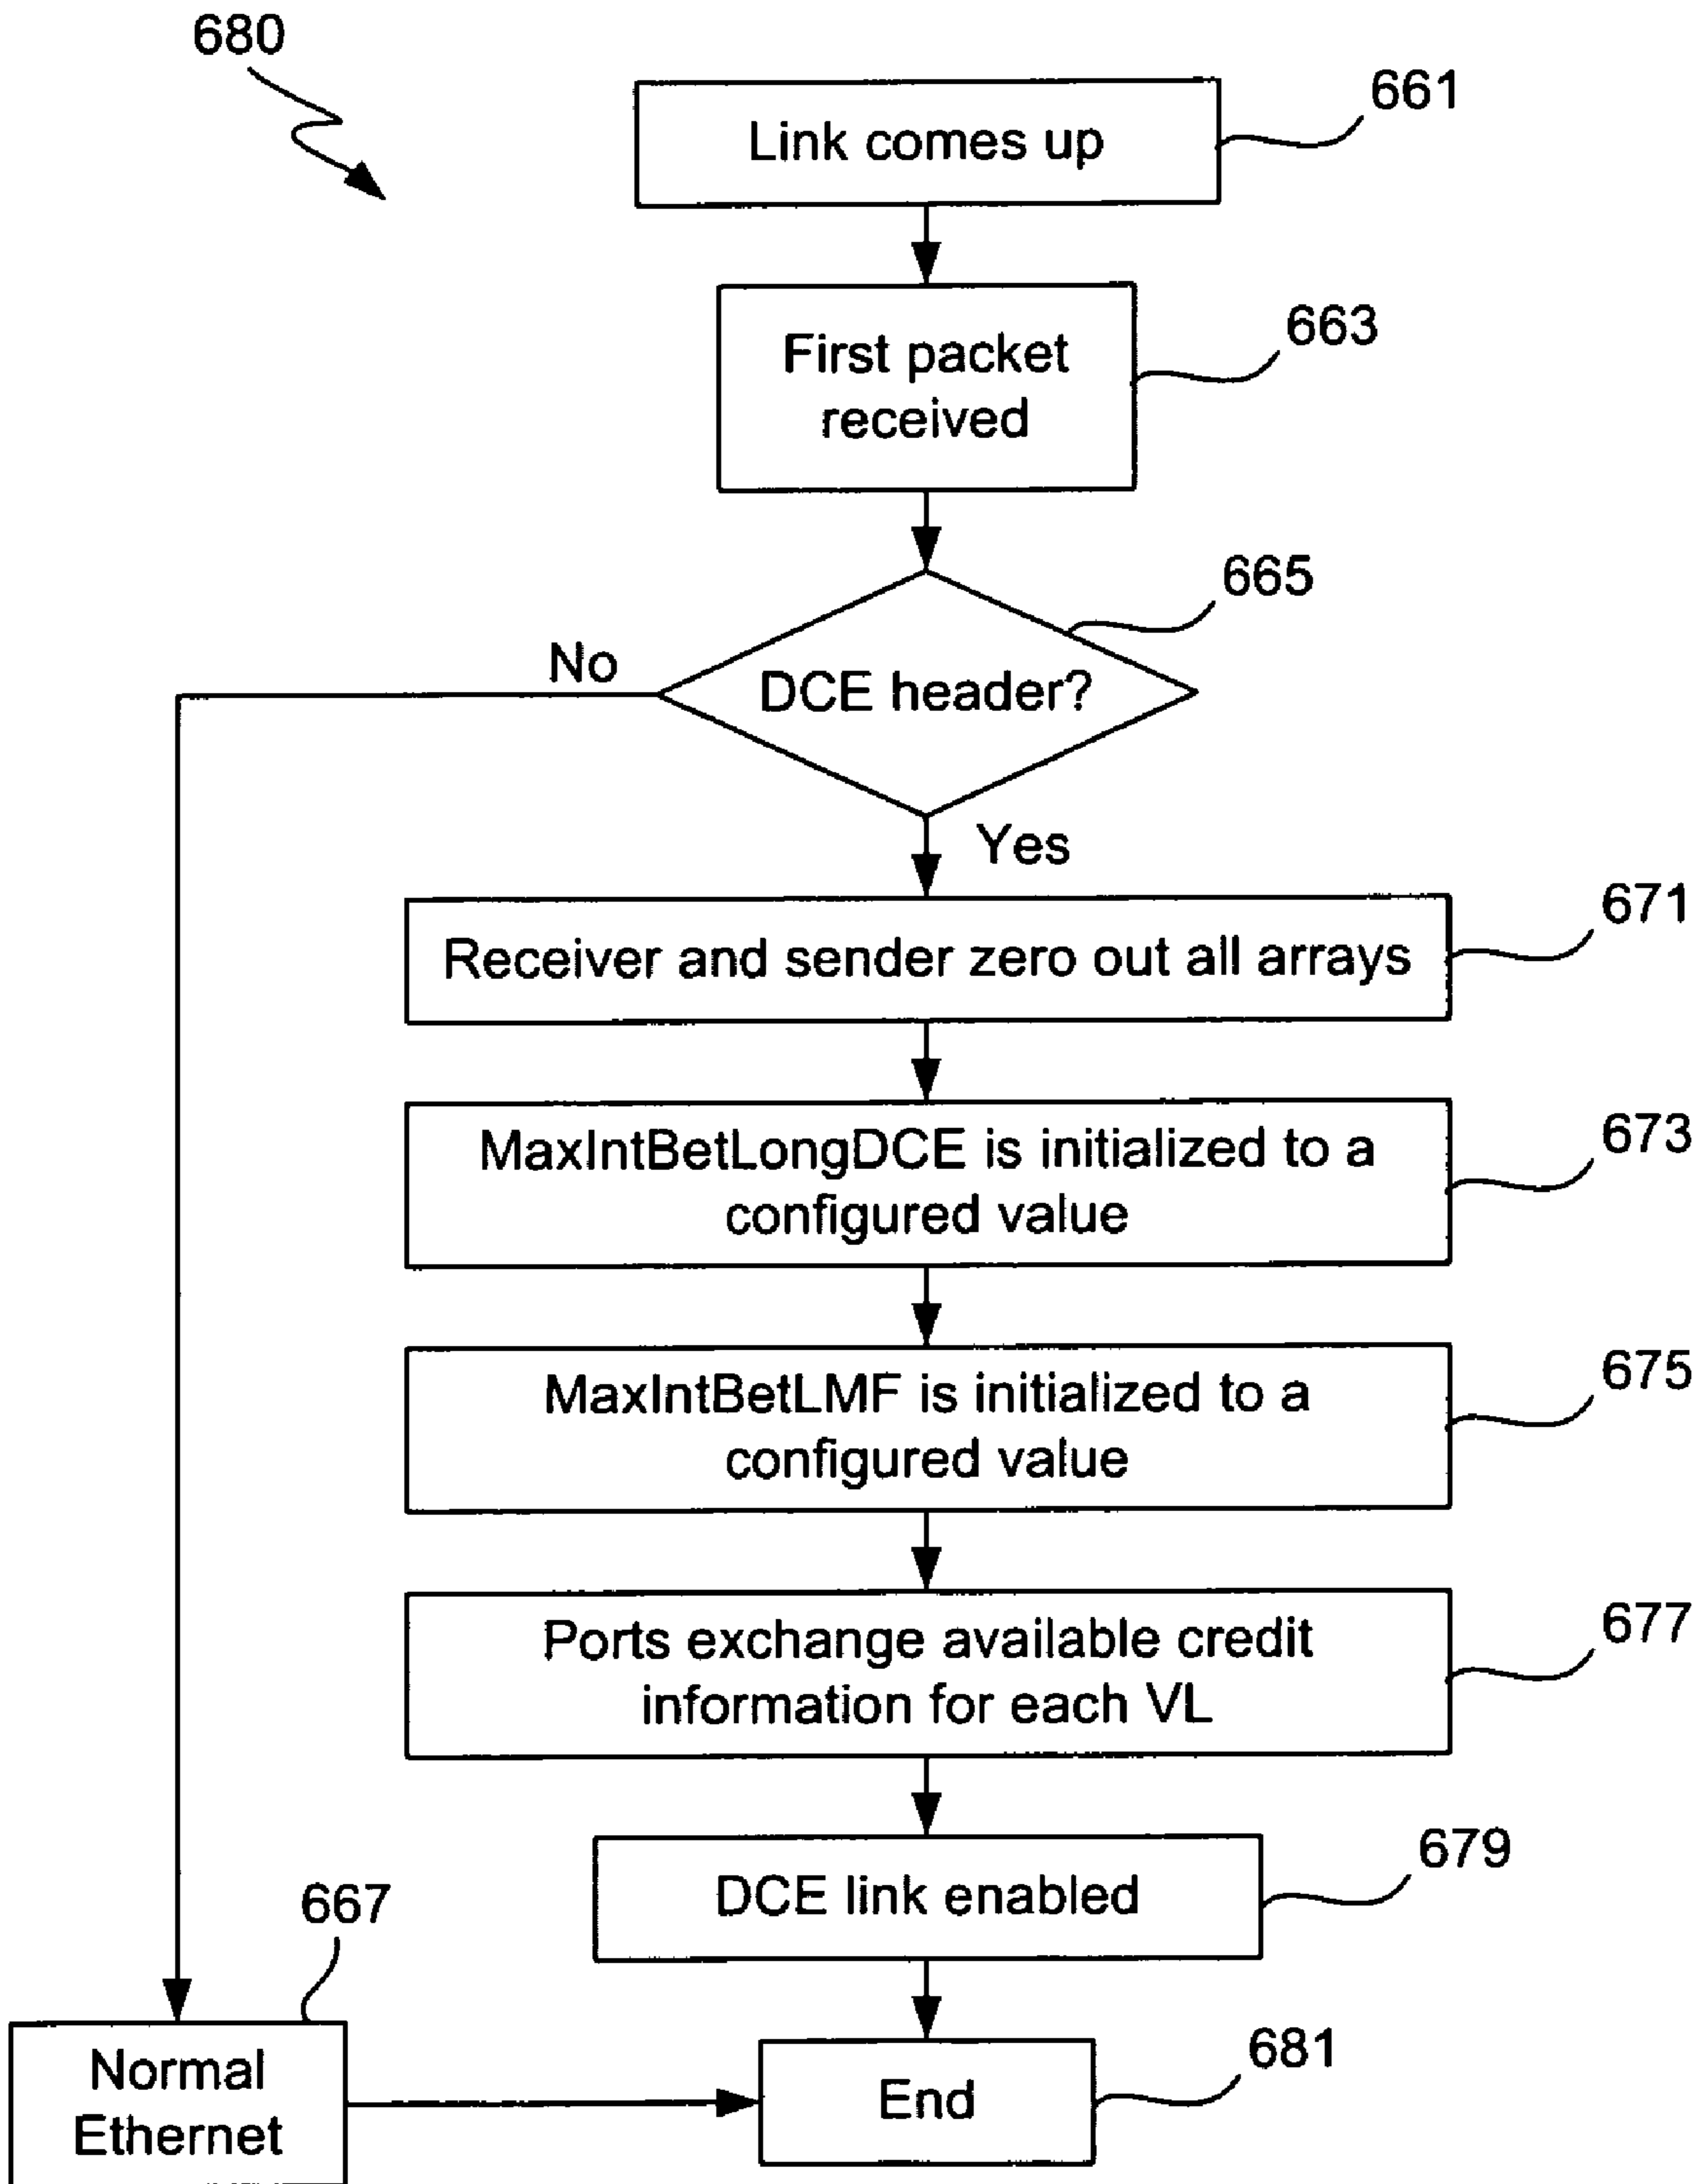 680
Link comes up
661
First packet
received
663
DCE header?
665
No
Yes
Receiver and sender zero out all arrays
671
MaxIntBetLongDCE is initialized to a
configured value
673
MaxIntBetLMF is initialized to a
configured value
675
Ports exchange available credit
information for each VL
677
DCE link enabled
679
667
Normal
Ethernet
End
681